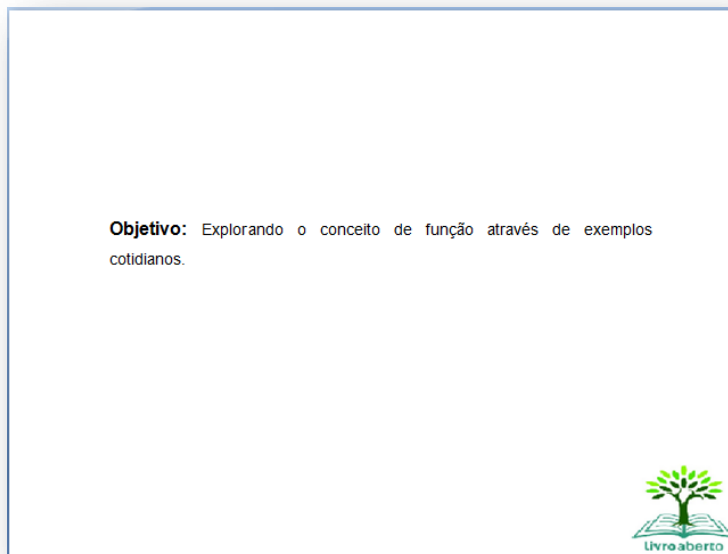 Objetivo: Explorando o conceito de função através de exemplos
cotidianos.
Livro aberto